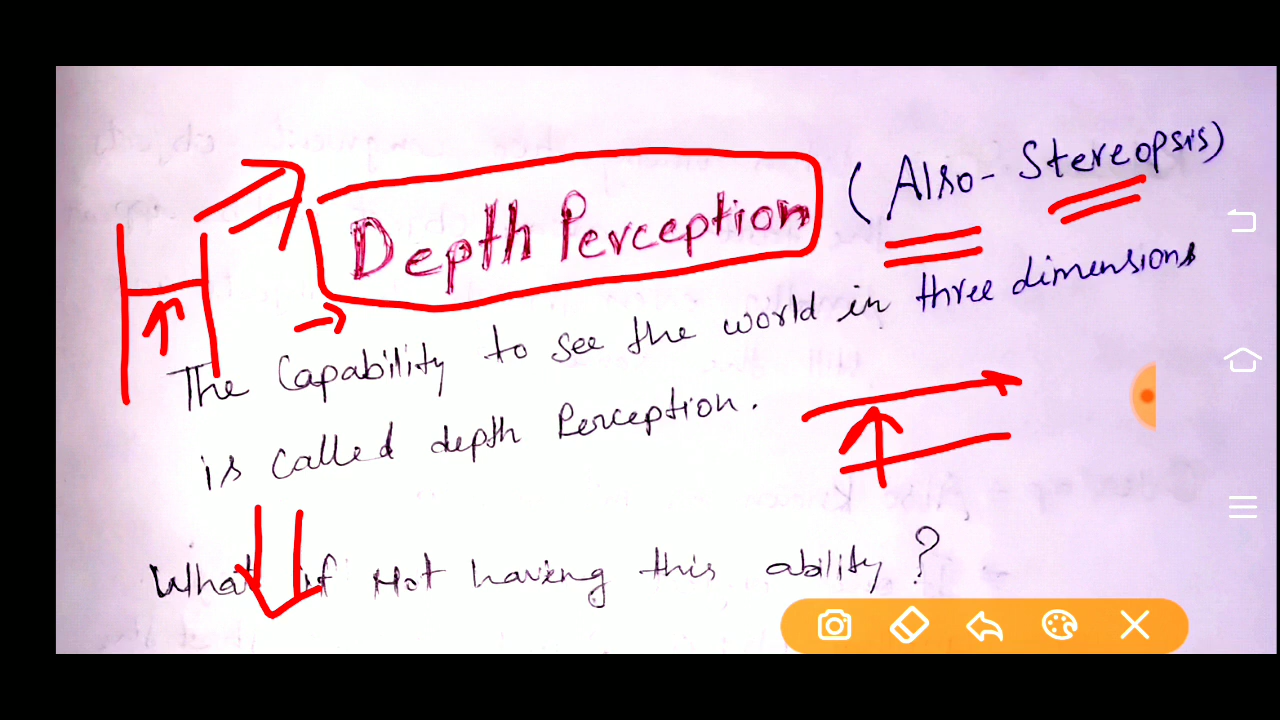 Depth Perception (Also - Stereopsis)
The Capability to see the world in three dimensions
is called depth Perception.
What if Not having this ability ?